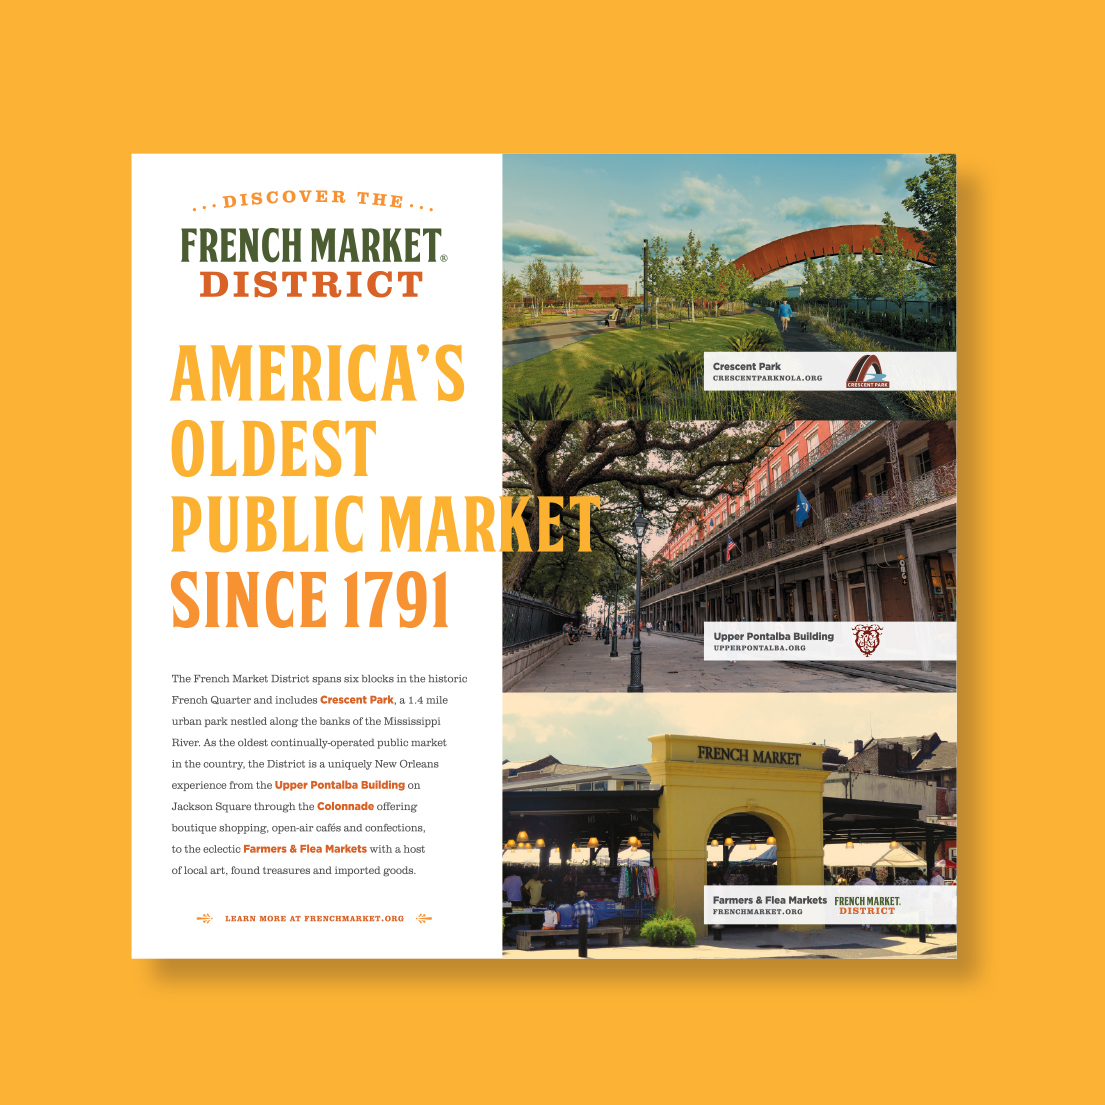 ...DISCOVER THE...
FRENCH MARKET®
DISTRICT
AMERICA'S
OLDEST
PUBLIC MARKET
SINCE 1791
The French Market District spans six blocks in the historic
French Quarter and includes Crescent Park, a 1.4 mile
urban park nestled along the banks of the Mississippi
River. As the oldest continually-operated public market
in the country, the District is a uniquely New Orleans
experience from the Upper Pontalba Building on
Jackson Square through the Colonnade offering
boutique shopping, open-air cafés and confections,
to the eclectic Farmers & Flea Markets with a host
of local art, found treasures and imported goods.
LEARN MORE AT FRENCHMARKET.ORG
Crescent Park
CRESCENTPARKNOLA.ORG
CRESCENT PARK
Upper Pontalba Building
UPPERPONTALBA.ORG
FRENCH MARKET
Farmers & Flea Markets
FRENCHMARKET.ORG
FRENCH MARKET
DISTRICT